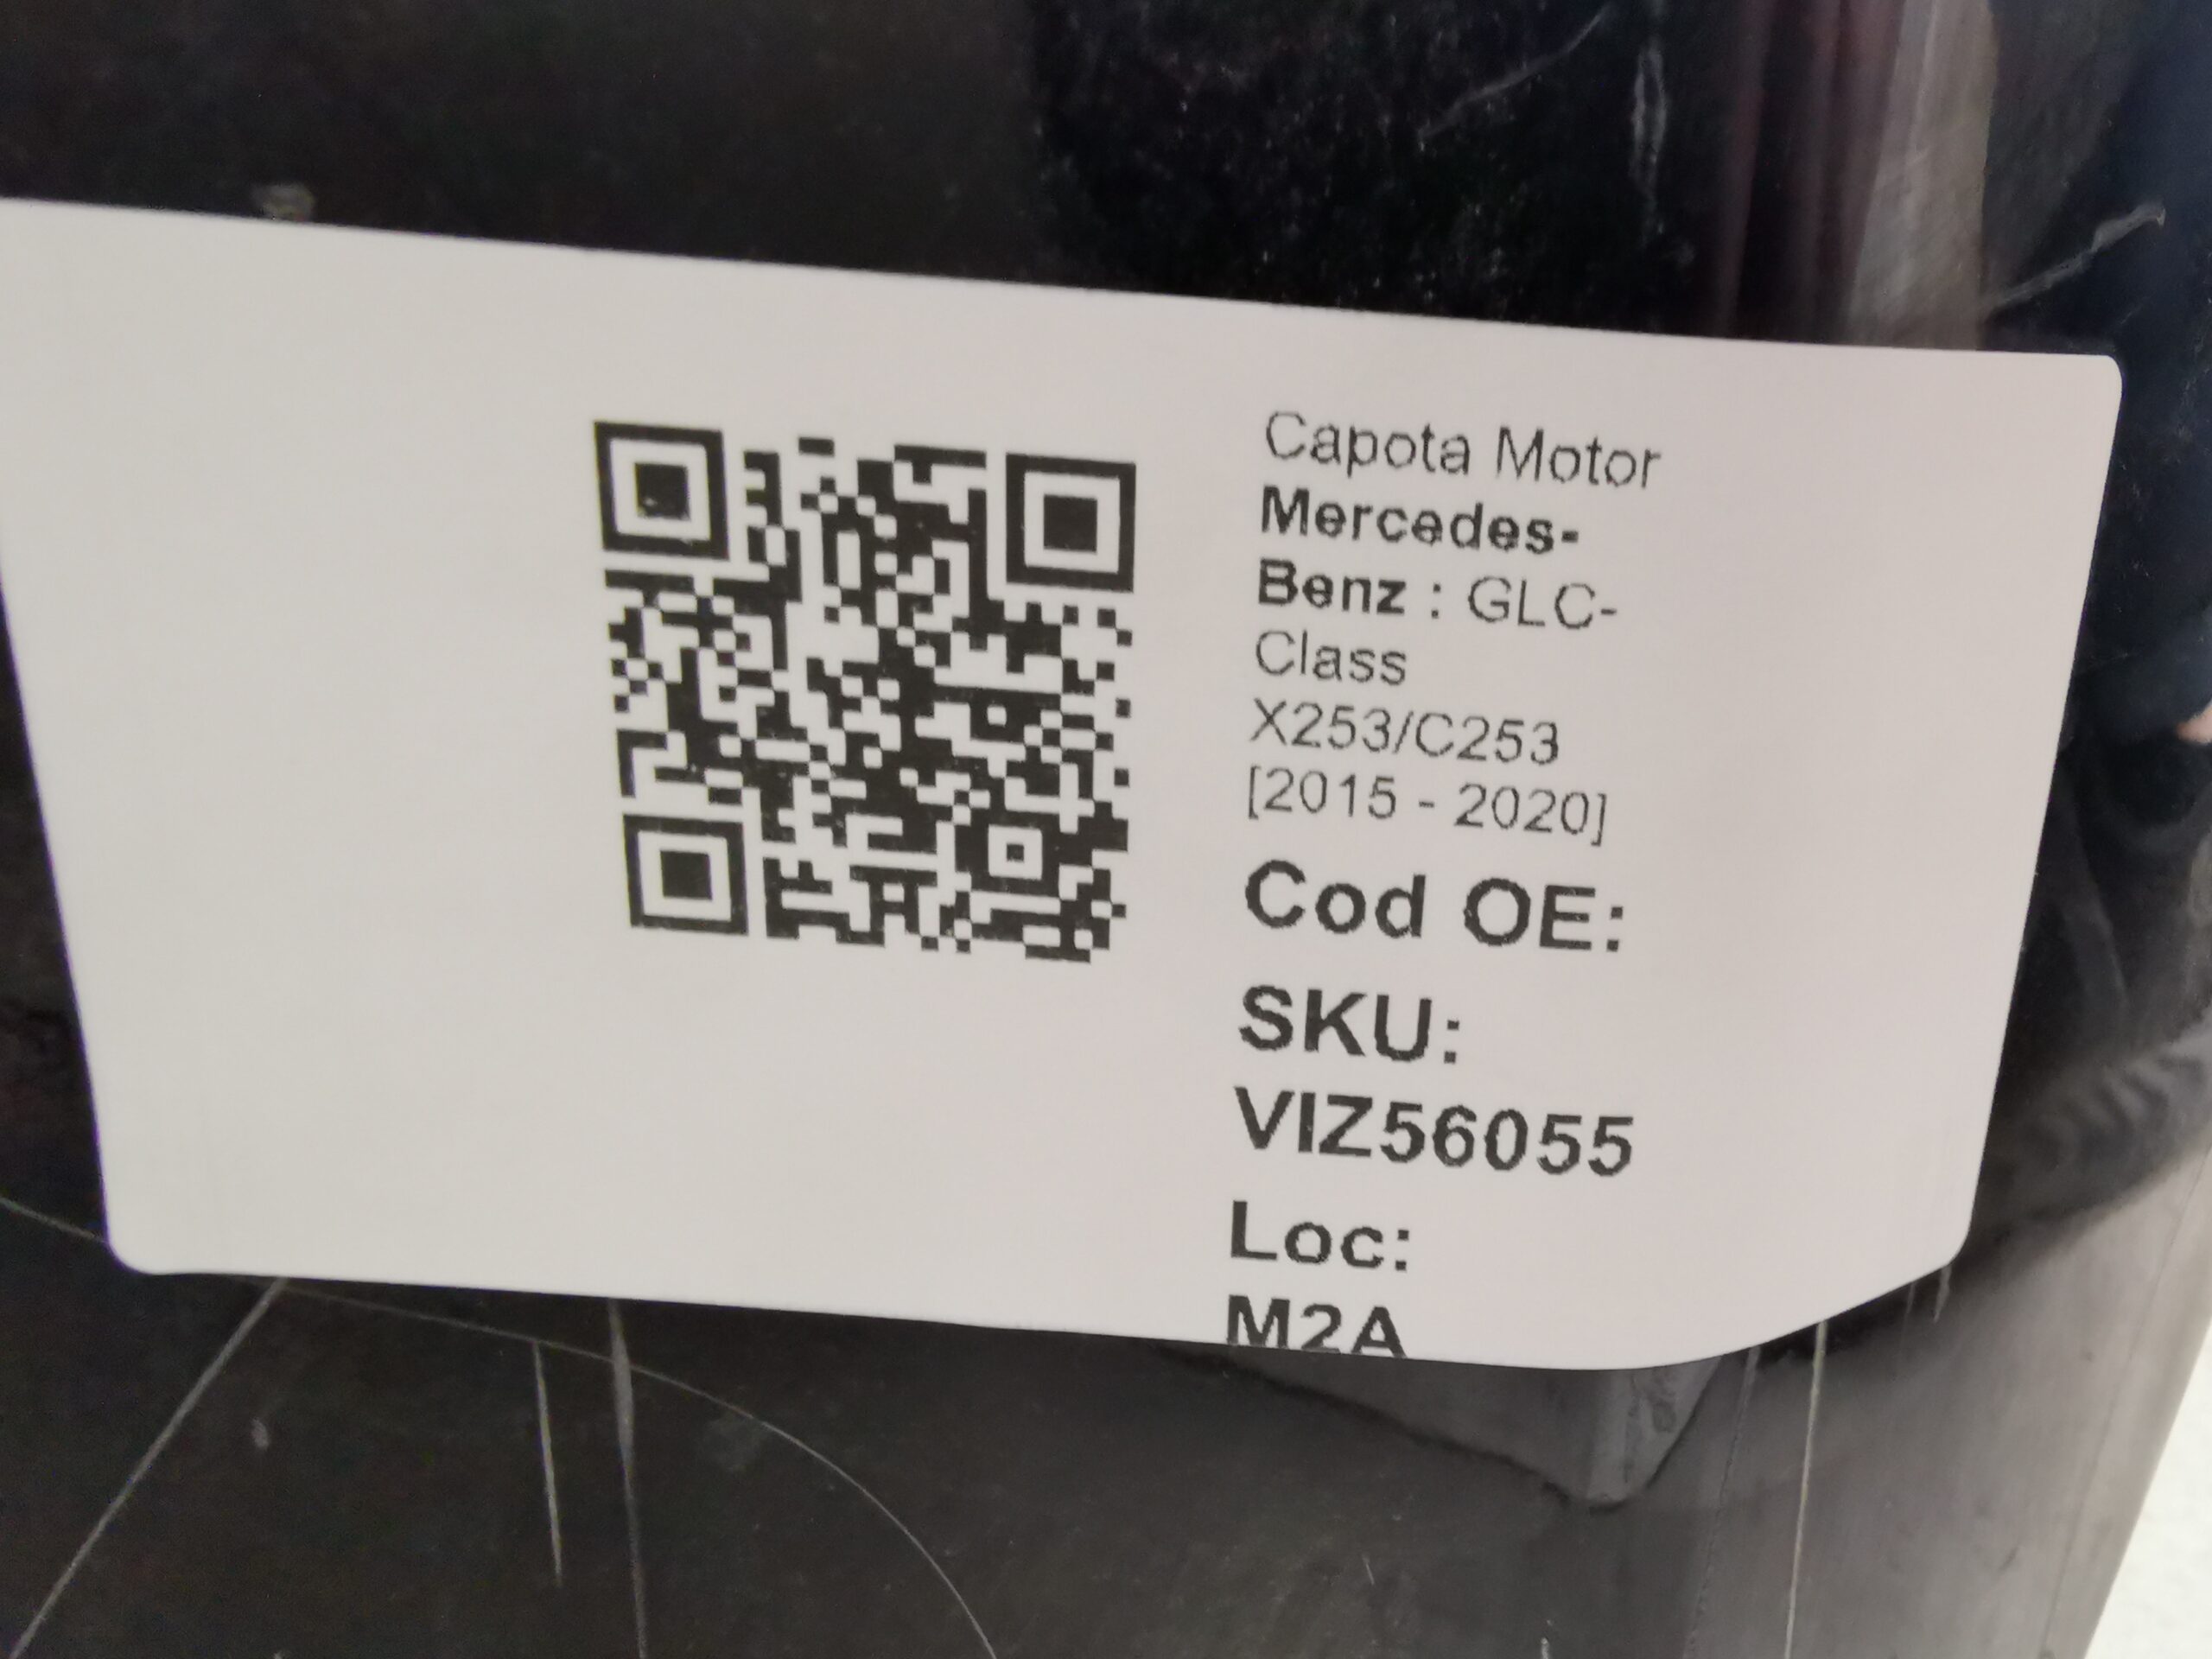 Capota Motor
Mercedes-
Benz : GLC-
Class
X253/C253
[2015 - 2020]
Cod OE:
SKU:
VIZ56055
Loc:
M2A